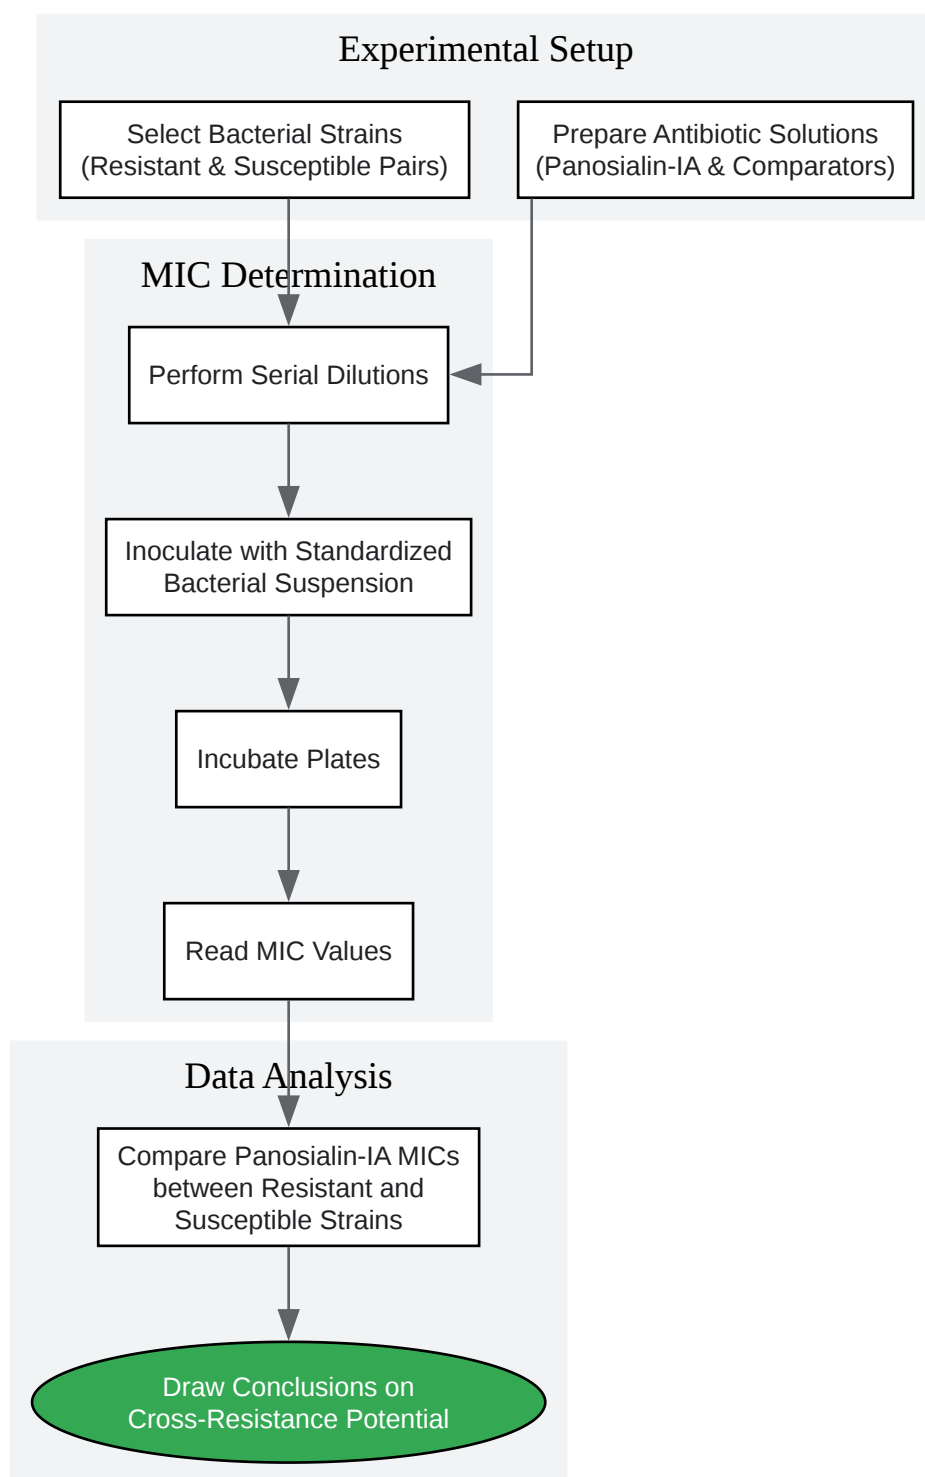 Experimental Setup
Select Bacterial Strains
(Resistant & Susceptible Pairs)
Prepare Antibiotic Solutions
(Panosialin-IA & Comparators)
MIC Determination
Perform Serial Dilutions
Inoculate with Standardized
Bacterial Suspension
Incubate Plates
Read MIC Values
Data Analysis
Compare Panosialin-IA MICs
between Resistant and
Susceptible Strains
Draw Conclusions on
Cross-Resistance Potential